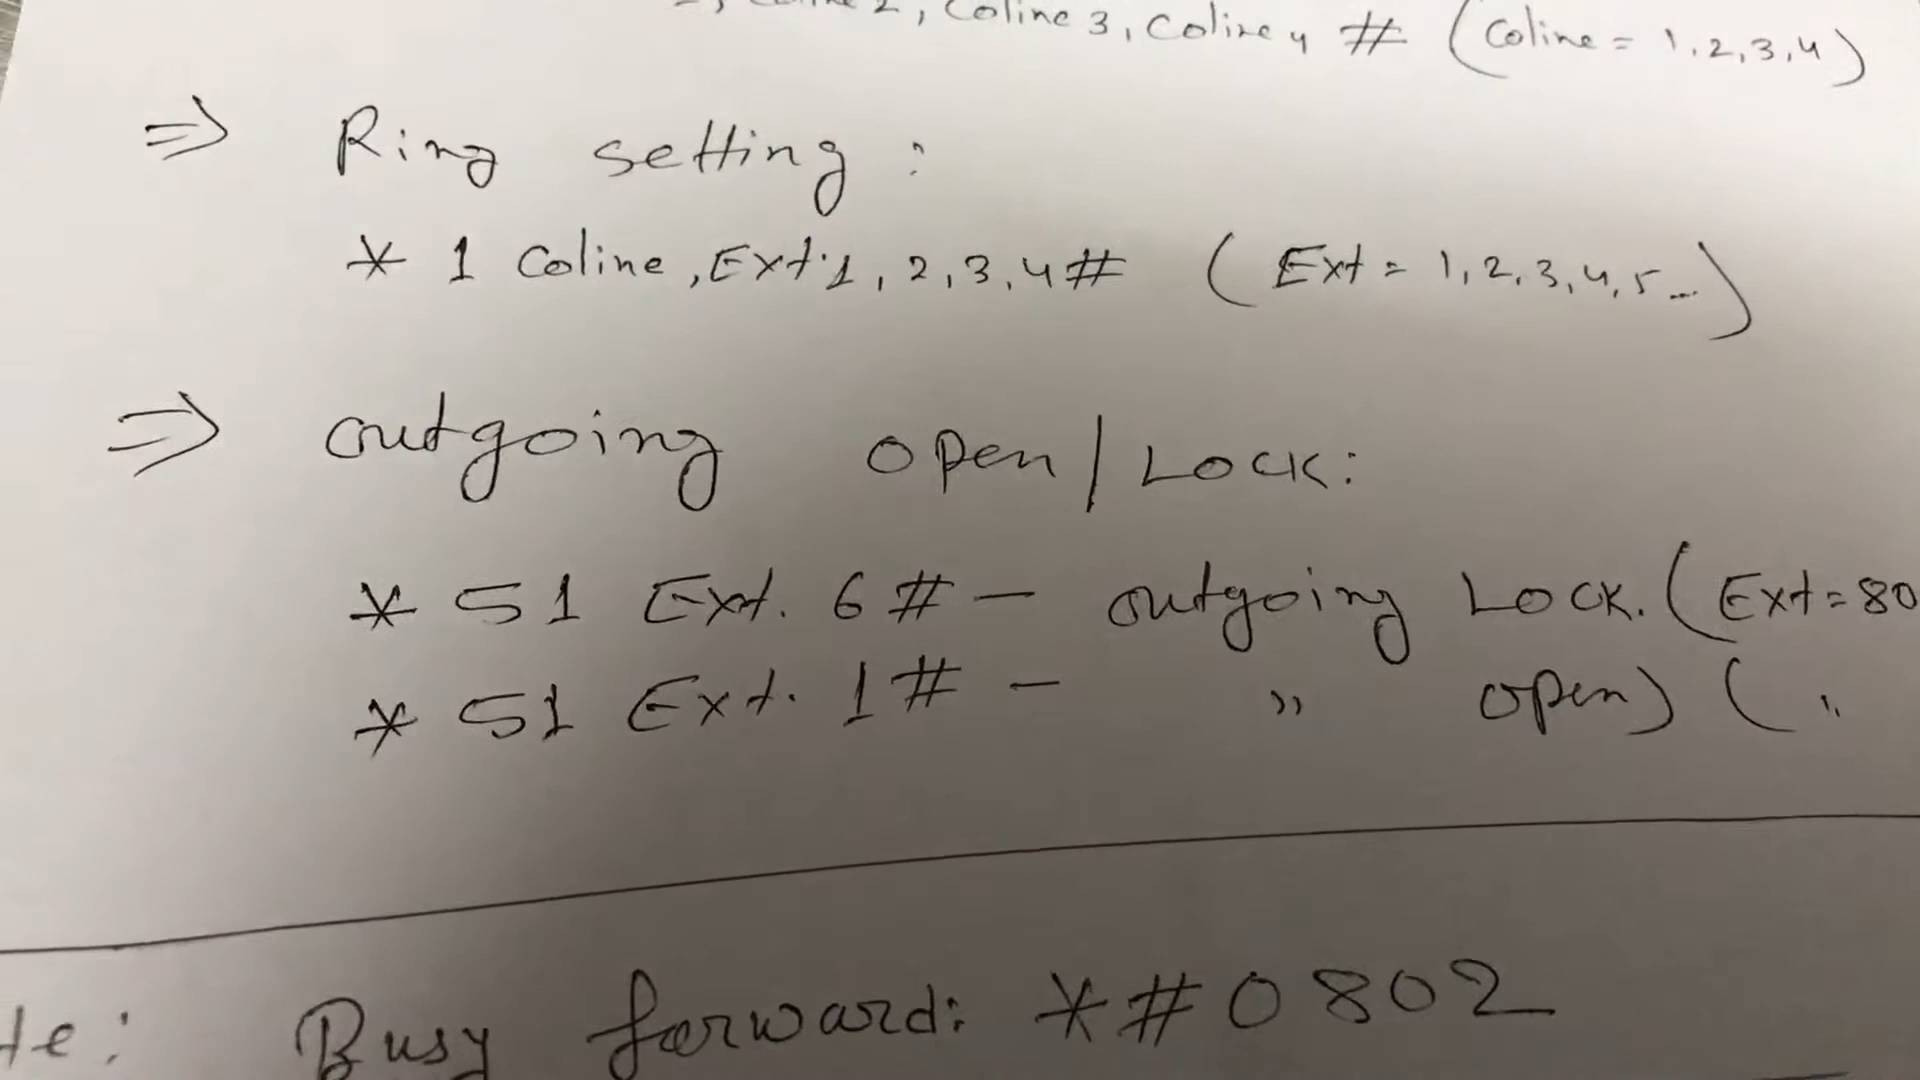 2, Coline 3, Coline 4 # (Coline = 1,2,3,4)
⇒ Ring setting:
* 1 Coline, Ext.1, 2, 3, 4 # (Ext = 1,2,3,4,5...)
⇒ outgoing open/Lock:
* 51 Ext. 6 # — outgoing Lock. (Ext=80
* 51 Ext. 1 # — " open) ( "
te: Busy forward: *#0802